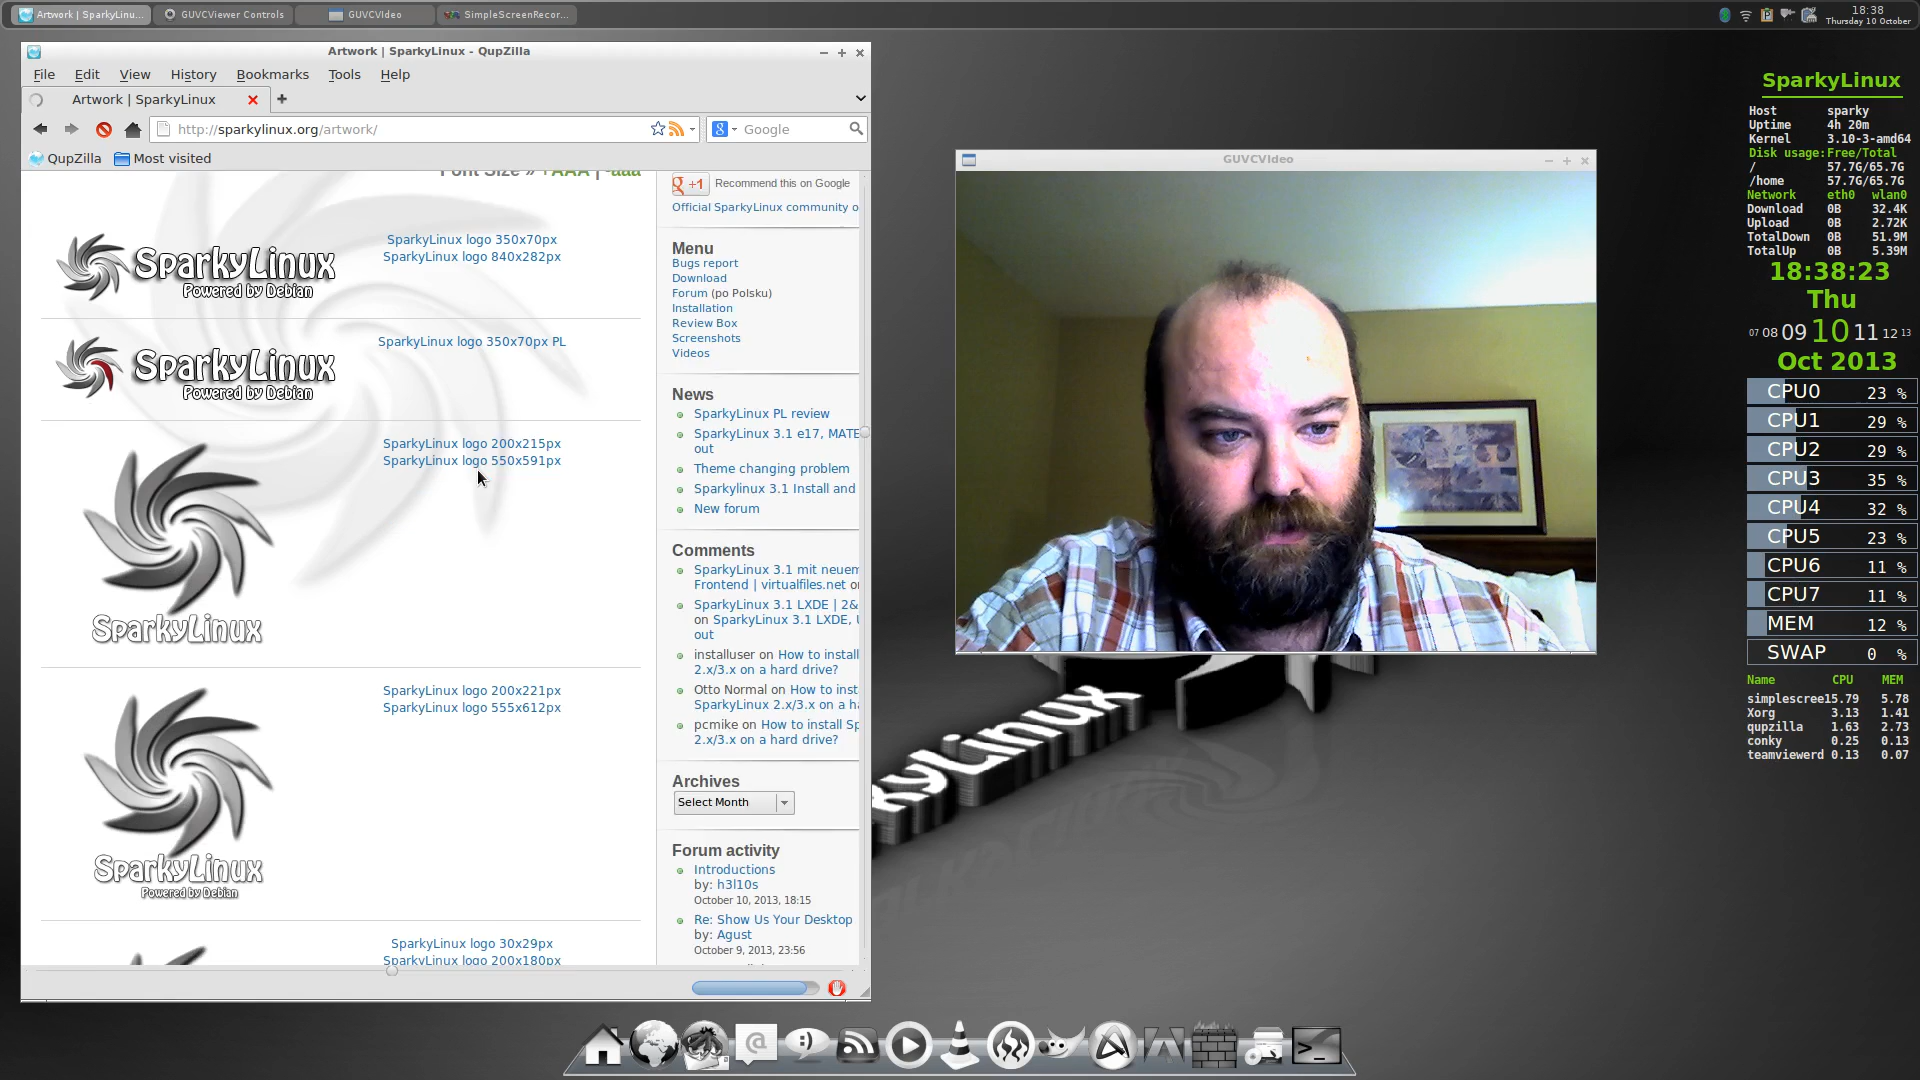 Artwork | SparkyLinu...
GUVCViewer Controls
GUVCVideo
SimpleScreenRecor...
18:38
Thursday 10 October
Artwork | SparkyLinux - QupZilla
File Edit View History Bookmarks Tools Help
Artwork | SparkyLinux
http://sparkylinux.org/artwork/
Google
QupZilla Most visited
Font Size » +AAA | -aaa
SparkyLinux
Powered by Debian
SparkyLinux logo 350x70px
SparkyLinux logo 840x282px
SparkyLinux
Powered by Debian
SparkyLinux logo 350x70px PL
SparkyLinux logo 200x215px
SparkyLinux logo 550x591px
SparkyLinux
SparkyLinux logo 200x221px
SparkyLinux logo 555x612px
SparkyLinux
Powered by Debian
SparkyLinux logo 30x29px
SparkyLinux logo 200x180px
+1 Recommend this on Google
Official SparkyLinux community o
Menu
Bugs report
Download
Forum (po Polsku)
Installation
Review Box
Screenshots
Videos
News
SparkyLinux PL review
SparkyLinux 3.1 e17, MATE
out
Theme changing problem
Sparkylinux 3.1 Install and
New forum
Comments
SparkyLinux 3.1 mit neuem
Frontend | virtualfiles.net on
SparkyLinux 3.1 LXDE | 2&
on SparkyLinux 3.1 LXDE, U
out
installuser on How to install
2.x/3.x on a hard drive?
Otto Normal on How to inst
SparkyLinux 2.x/3.x on a ha
pcmike on How to install Sp
2.x/3.x on a hard drive?
Archives
Select Month
Forum activity
Introductions
by: h3l10s
October 10, 2013, 18:15
Re: Show Us Your Desktop
by: Agust
October 9, 2013, 23:56
GUVCVideo
kyLinux
SparkyLinux
Host sparky
Uptime 4h 20m
Kernel 3.10-3-amd64
Disk usage:Free/Total
/ 57.7G/65.7G
/home 57.7G/65.7G
Network eth0 wlan0
Download 0B 32.4K
Upload 0B 2.72K
TotalDown 0B 51.9M
TotalUp 0B 5.39M
18:38:23
Thu
07 08 09 10 11 12 13
Oct 2013
CPU0 23 %
CPU1 29 %
CPU2 29 %
CPU3 35 %
CPU4 32 %
CPU5 23 %
CPU6 11 %
CPU7 11 %
MEM 12 %
SWAP 0 %
Name CPU MEM
simplescree15.79 5.78
Xorg 3.13 1.41
qupzilla 1.63 2.73
conky 0.25 0.13
teamviewerd 0.13 0.07